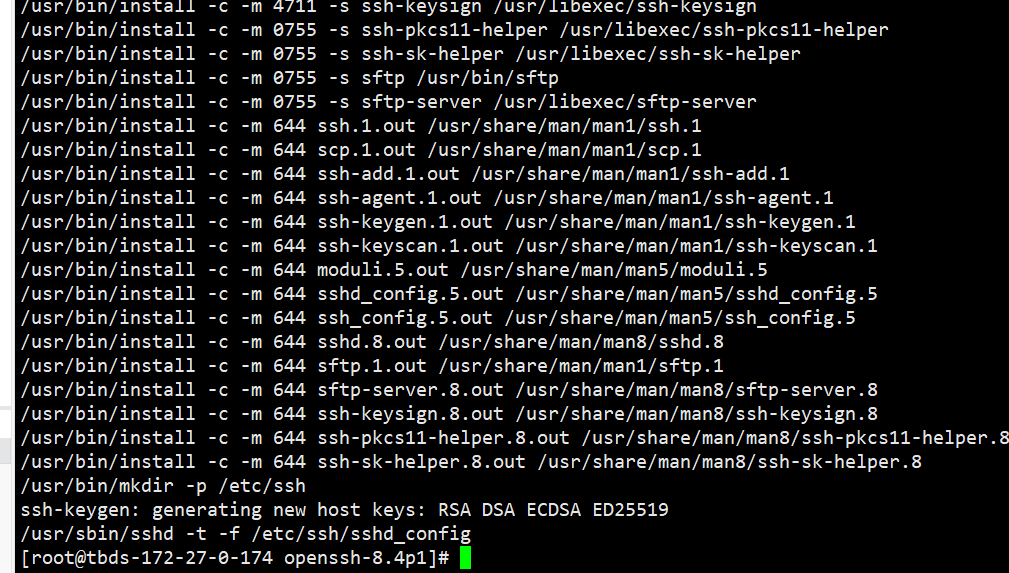 /usr/bin/install -c -m 4711 -s ssh-keysign /usr/libexec/ssh-keysign
/usr/bin/install -c -m 0755 -s ssh-pkcs11-helper /usr/libexec/ssh-pkcs11-helper
/usr/bin/install -c -m 0755 -s ssh-sk-helper /usr/libexec/ssh-sk-helper
/usr/bin/install -c -m 0755 -s sftp /usr/bin/sftp
/usr/bin/install -c -m 0755 -s sftp-server /usr/libexec/sftp-server
/usr/bin/install -c -m 644 ssh.1.out /usr/share/man/man1/ssh.1
/usr/bin/install -c -m 644 scp.1.out /usr/share/man/man1/scp.1
/usr/bin/install -c -m 644 ssh-add.1.out /usr/share/man/man1/ssh-add.1
/usr/bin/install -c -m 644 ssh-agent.1.out /usr/share/man/man1/ssh-agent.1
/usr/bin/install -c -m 644 ssh-keygen.1.out /usr/share/man/man1/ssh-keygen.1
/usr/bin/install -c -m 644 ssh-keyscan.1.out /usr/share/man/man1/ssh-keyscan.1
/usr/bin/install -c -m 644 moduli.5.out /usr/share/man/man5/moduli.5
/usr/bin/install -c -m 644 sshd_config.5.out /usr/share/man/man5/sshd_config.5
/usr/bin/install -c -m 644 ssh_config.5.out /usr/share/man/man5/ssh_config.5
/usr/bin/install -c -m 644 sshd.8.out /usr/share/man/man8/sshd.8
/usr/bin/install -c -m 644 sftp.1.out /usr/share/man/man1/sftp.1
/usr/bin/install -c -m 644 sftp-server.8.out /usr/share/man/man8/sftp-server.8
/usr/bin/install -c -m 644 ssh-keysign.8.out /usr/share/man/man8/ssh-keysign.8
/usr/bin/install -c -m 644 ssh-pkcs11-helper.8.out /usr/share/man/man8/ssh-pkcs11-helper.8
/usr/bin/install -c -m 644 ssh-sk-helper.8.out /usr/share/man/man8/ssh-sk-helper.8
/usr/bin/mkdir -p /etc/ssh
ssh-keygen: generating new host keys: RSA DSA ECDSA ED25519
/usr/sbin/sshd -t -f /etc/ssh/sshd_config
[root@tbds-172-27-0-174 openssh-8.4p1]#